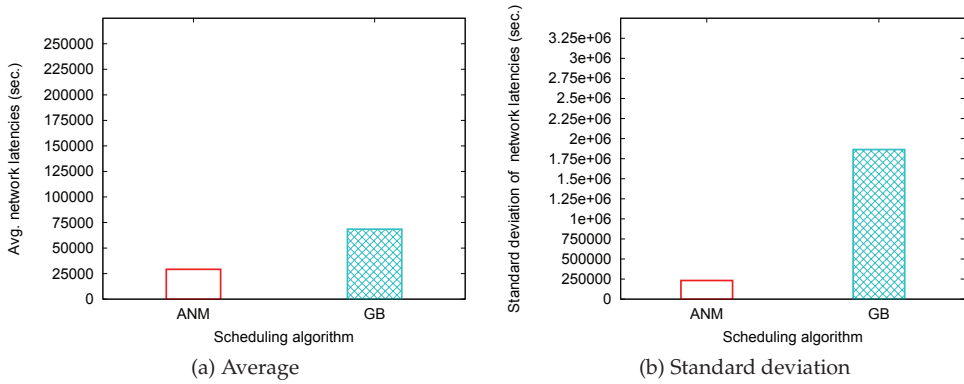 Avg. network latencies (sec.)
250000
225000
200000
175000
150000
125000
100000
75000
50000
25000
0
ANM
GB
Scheduling algorithm
(a) Average
Standard deviation of network latencies (sec.)
3.25e+06
3e+06
2.75e+06
2.5e+06
2.25e+06
2e+06
1.75e+06
1.5e+06
1.25e+06
1e+06
750000
500000
250000
0
ANM
GB
Scheduling algorithm
(b) Standard deviation